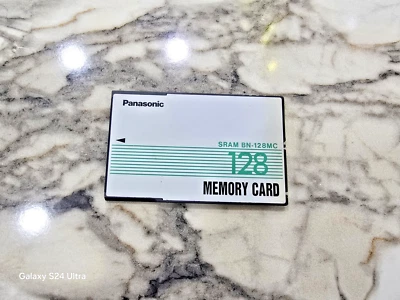 Panasonic
SRAM BN-128MC
128
MEMORY CARD
Galaxy S24 Ultra